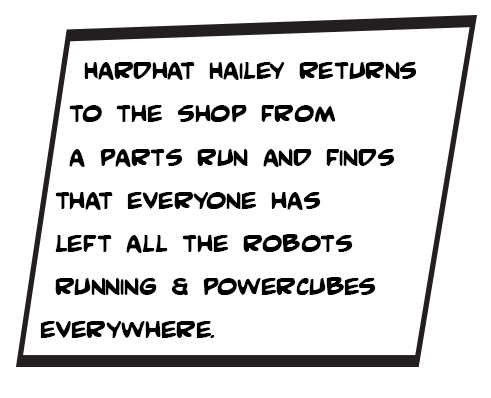 HARDHAT HAILEY RETURNS
TO THE SHOP FROM
A PARTS RUN AND FINDS
THAT EVERYONE HAS
LEFT ALL THE ROBOTS
RUNNING & POWERCUBES
EVERYWHERE.